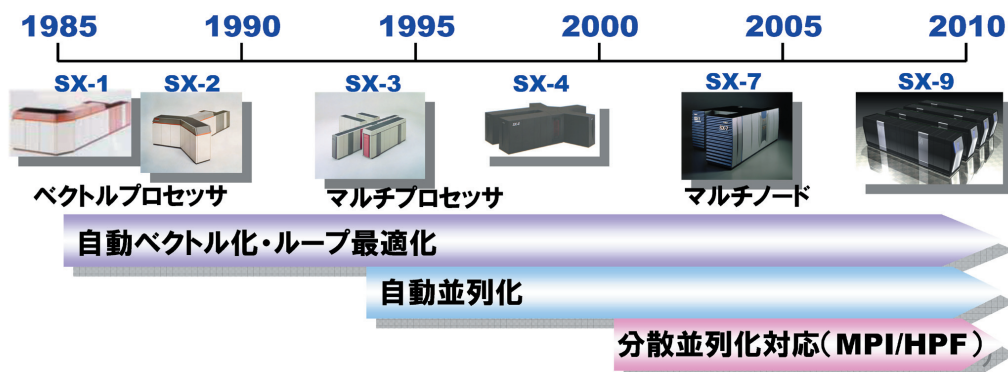 1985 1990 1995 2000 2005 2010
SX-1 SX-2 SX-3 SX-4 SX-7 SX-9
ベクトルプロセッサ マルチプロセッサ マルチノード
自動ベクトル化・ループ最適化
自動並列化
分散並列化対応(MPI/HPF)